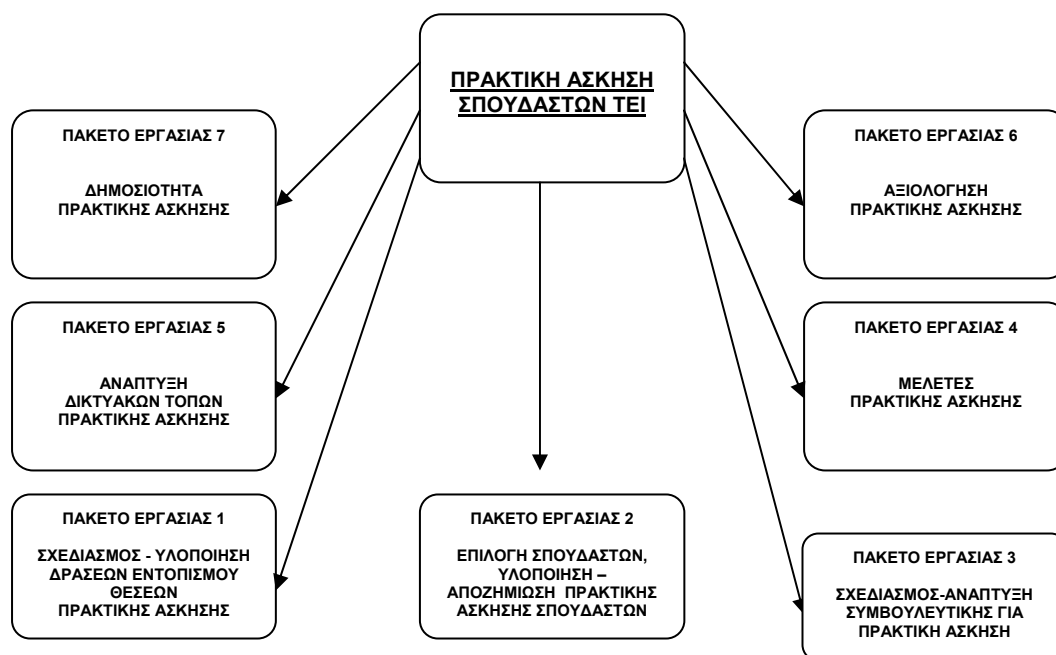 ΠΡΑΚΤΙΚΗ ΑΣΚΗΣΗ
ΣΠΟΥΔΑΣΤΩΝ ΤΕΙ
ΠΑΚΕΤΟ ΕΡΓΑΣΙΑΣ 7
ΔΗΜΟΣΙΟΤΗΤΑ
ΠΡΑΚΤΙΚΗΣ ΑΣΚΗΣΗΣ
ΠΑΚΕΤΟ ΕΡΓΑΣΙΑΣ 6
ΑΞΙΟΛΟΓΗΣΗ
ΠΡΑΚΤΙΚΗΣ ΑΣΚΗΣΗΣ
ΠΑΚΕΤΟ ΕΡΓΑΣΙΑΣ 5
ΑΝΑΠΤΥΞΗ
ΔΙΚΤΥΑΚΩΝ ΤΟΠΩΝ
ΠΡΑΚΤΙΚΗΣ ΑΣΚΗΣΗΣ
ΠΑΚΕΤΟ ΕΡΓΑΣΙΑΣ 4
ΜΕΛΕΤΕΣ
ΠΡΑΚΤΙΚΗΣ ΑΣΚΗΣΗΣ
ΠΑΚΕΤΟ ΕΡΓΑΣΙΑΣ 1
ΣΧΕΔΙΑΣΜΟΣ - ΥΛΟΠΟΙΗΣΗ
ΔΡΑΣΕΩΝ ΕΝΤΟΠΙΣΜΟΥ
ΘΕΣΕΩΝ
ΠΡΑΚΤΙΚΗΣ ΑΣΚΗΣΗΣ
ΠΑΚΕΤΟ ΕΡΓΑΣΙΑΣ 2
ΕΠΙΛΟΓΗ ΣΠΟΥΔΑΣΤΩΝ,
ΥΛΟΠΟΙΗΣΗ –
ΑΠΟΖΗΜΙΩΣΗ ΠΡΑΚΤΙΚΗΣ
ΑΣΚΗΣΗΣ ΣΠΟΥΔΑΣΤΩΝ
ΠΑΚΕΤΟ ΕΡΓΑΣΙΑΣ 3
ΣΧΕΔΙΑΣΜΟΣ-ΑΝΑΠΤΥΞΗ
ΣΥΜΒΟΥΛΕΥΤΙΚΗΣ ΓΙΑ
ΠΡΑΚΤΙΚΗ ΑΣΚΗΣΗ